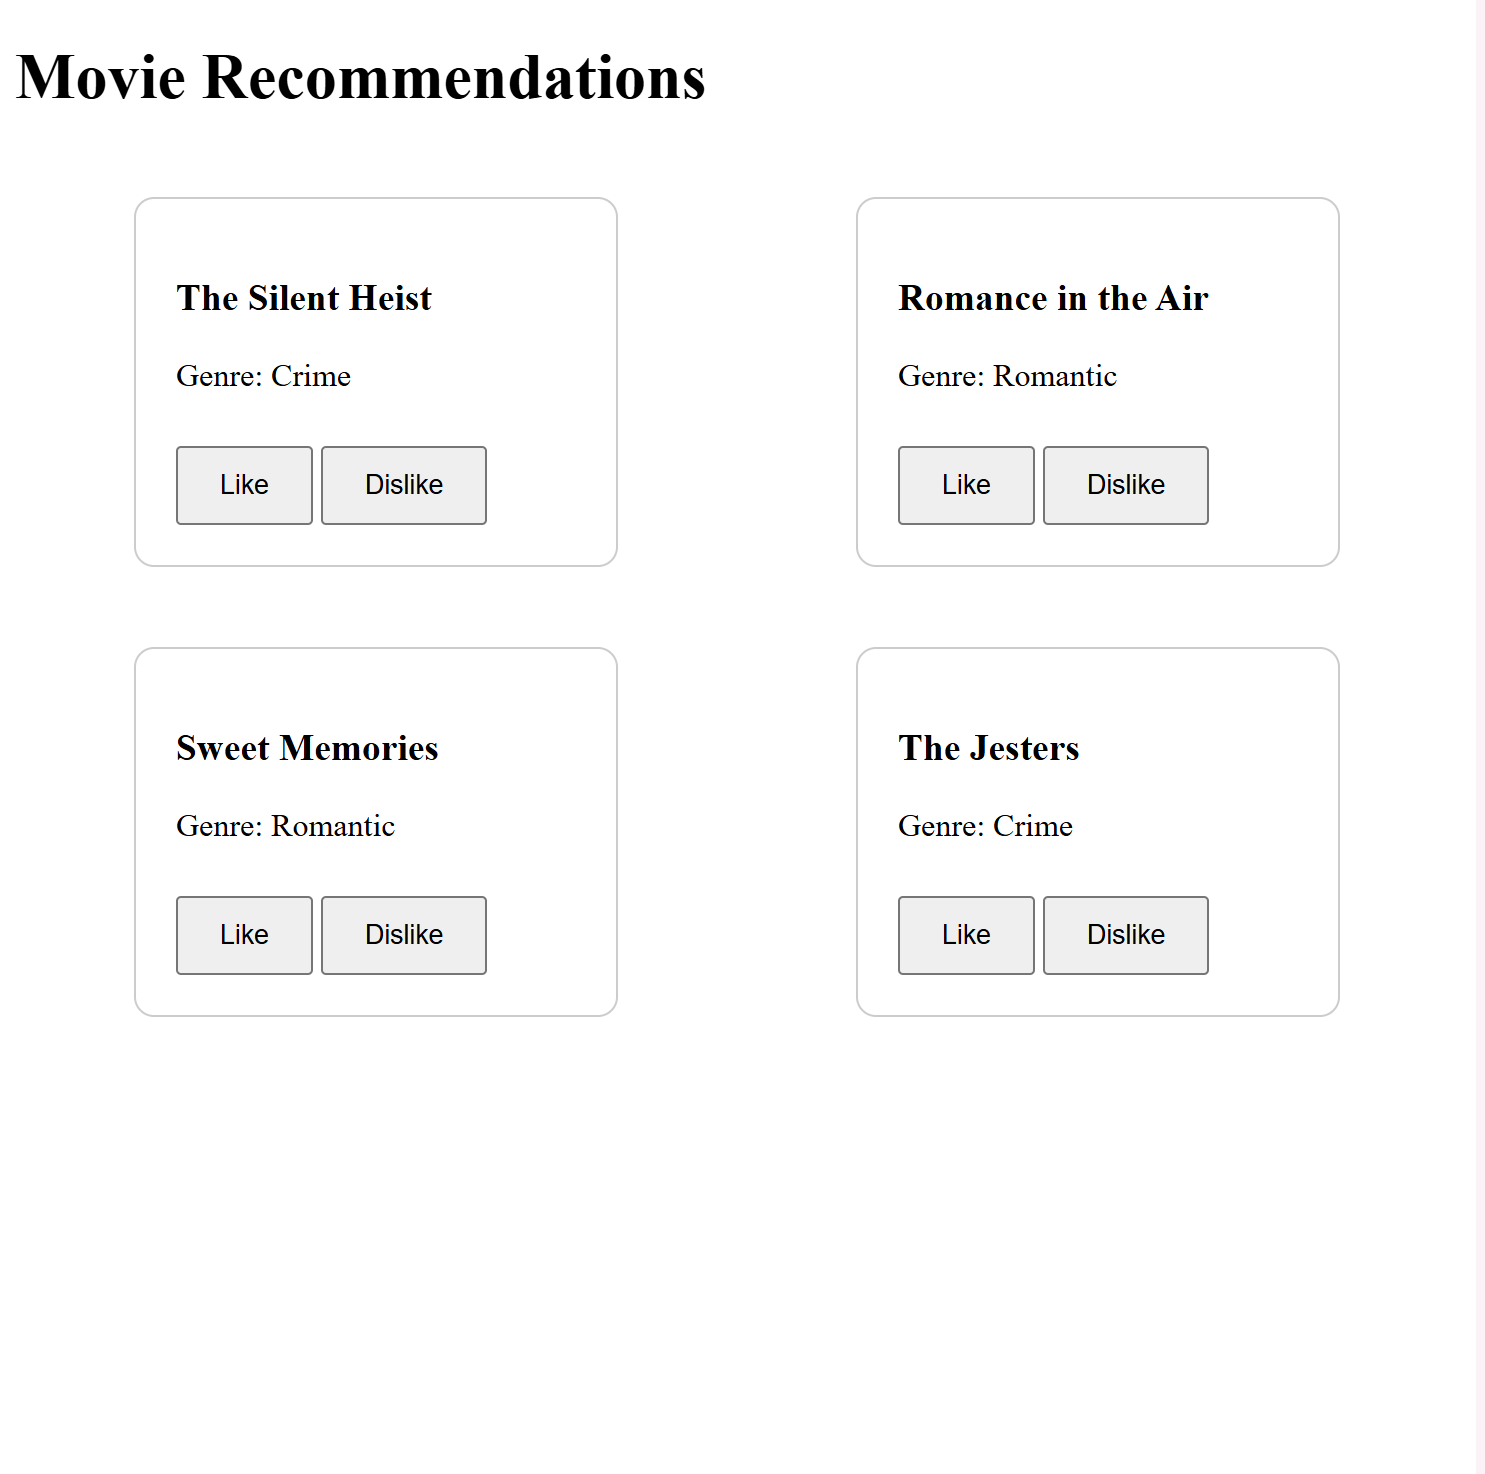 Movie Recommendations
The Silent Heist
Genre: Crime
Like Dislike
Romance in the Air
Genre: Romantic
Like Dislike
Sweet Memories
Genre: Romantic
Like Dislike
The Jesters
Genre: Crime
Like Dislike